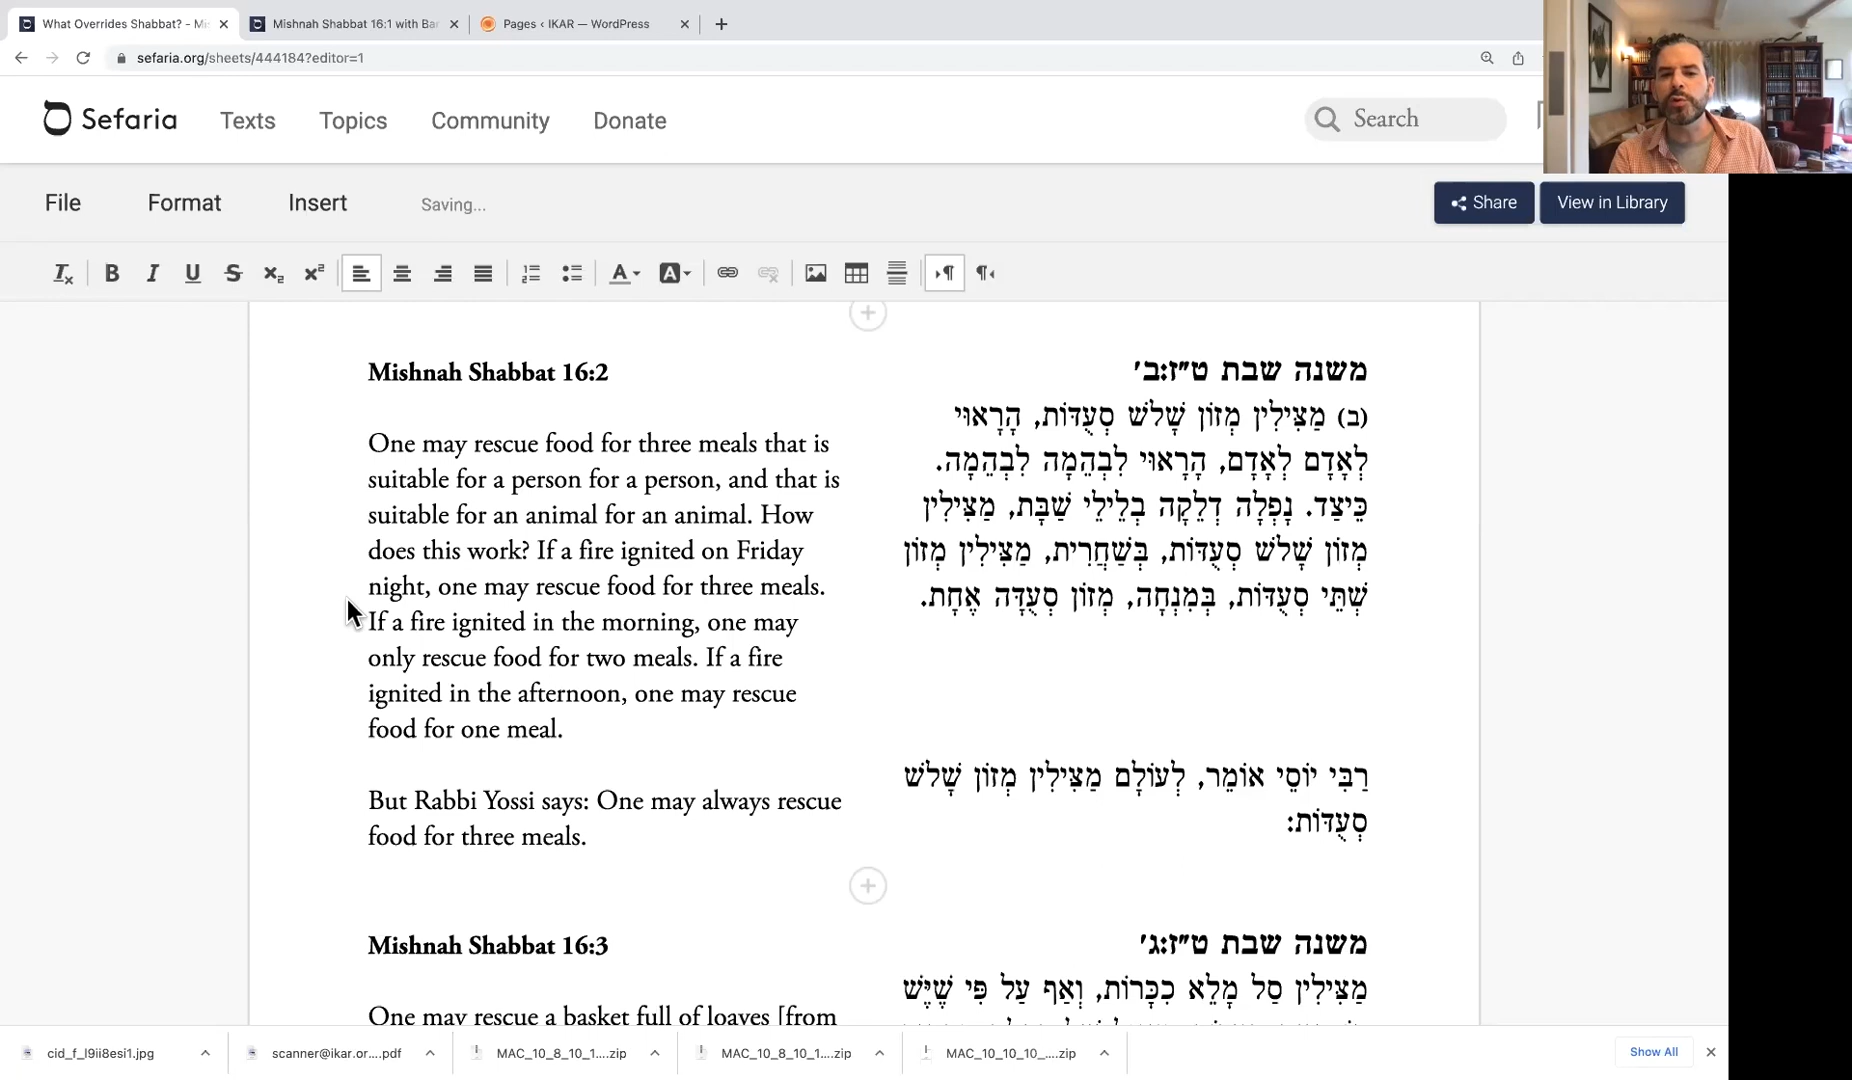 What Overrides Shabbat? - Mi
Mishnah Shabbat 16:1 with Bar
Pages ‹ IKAR — WordPress
sefaria.org/sheets/444184?editor=1
Sefaria
Texts
Topics
Community
Donate
Search
File
Format
Insert
Saving...
Share
View in Library
Mishnah Shabbat 16:2
One may rescue food for three meals that is
suitable for a person for a person, and that is
suitable for an animal for an animal. How
does this work? If a fire ignited on Friday
night, one may rescue food for three meals.
If a fire ignited in the morning, one may
only rescue food for two meals. If a fire
ignited in the afternoon, one may rescue
food for one meal.
But Rabbi Yossi says: One may always rescue
food for three meals.
משנה שבת ט״ז:ב׳
(ב) מַצִּילִין מְזוֹן שָׁלֹשׁ סְעֻדּוֹת, הָרָאוּי
לְאָדָם לְאָדָם, הָרָאוּי לִבְהֵמָה לִבְהֵמָה.
כֵּיצַד. נָפְלָה דְלֵקָה בְלֵילֵי שַׁבָּת, מַצִּילִין
מְזוֹן שָׁלֹשׁ סְעֻדּוֹת, בְּשַׁחֲרִית, מַצִּילִין מְזוֹן
שְׁתֵּי סְעֻדּוֹת, בְּמִנְחָה, מְזוֹן סְעֻדָּה אֶחָת.
רַבִּי יוֹסֵי אוֹמֵר, לְעוֹלָם מַצִּילִין מְזוֹן שָׁלֹשׁ
סְעֻדּוֹת:
Mishnah Shabbat 16:3
One may rescue a basket full of loaves [from
משנה שבת ט״ז:ג׳
מַצִּילִין סַל מָלֵא כִכָּרוֹת, וְאַף עַל פִּי שֶׁיֶּשׁ
cid_f_l9ii8esi1.jpg
scanner@ikar.or....pdf
MAC_10_8_10_1....zip
MAC_10_8_10_1....zip
MAC_10_10_10_....zip
Show All